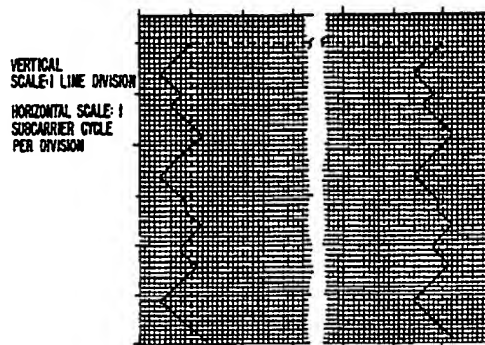 VERTICAL
SCALE:1 LINE DIVISION
HORIZONTAL SCALE: 1
SUBCARRIER CYCLE
PER DIVISION